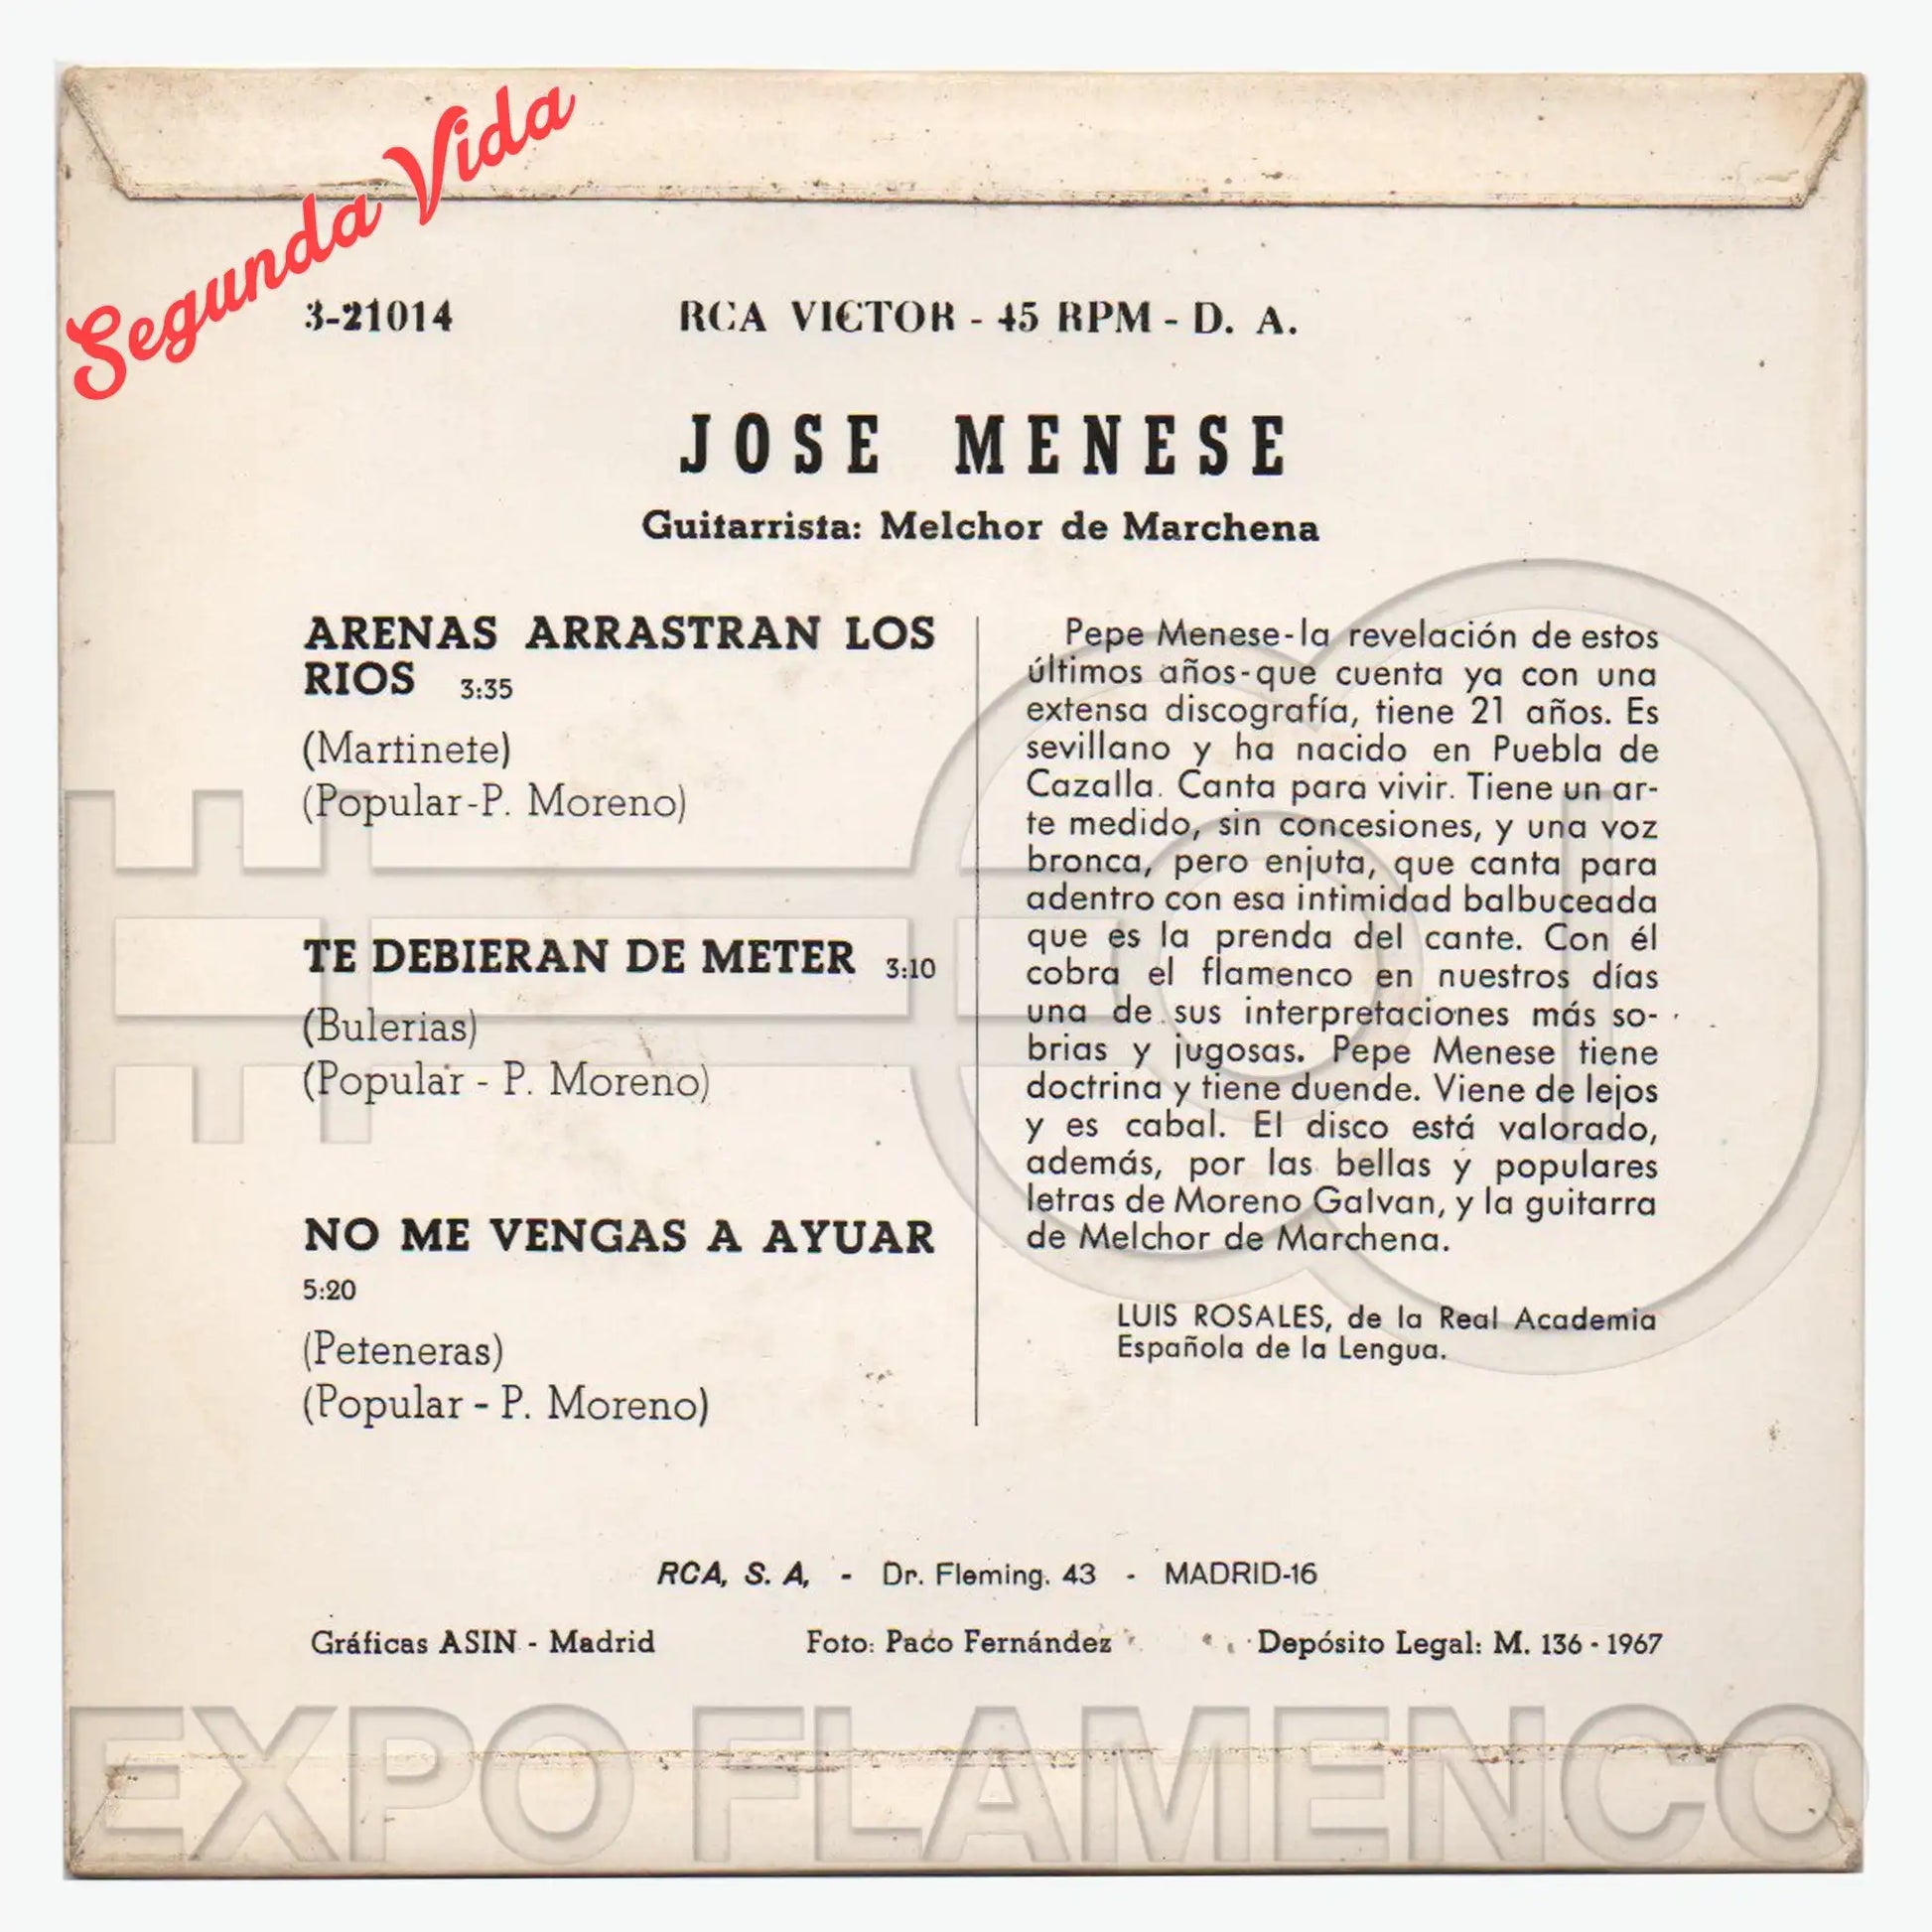 Segunda Vida
3-21014 RCA VICTOR - 45 RPM - D. A.
JOSE MENESE
Guitarrista: Melchor de Marchena
ARENAS ARRASTRAN LOS
RIOS 3:35
(Martinete)
(Popular-P. Moreno)
TE DEBIERAN DE METER 3:10
(Bulerias)
(Popular - P. Moreno)
NO ME VENGAS A AYUAR
5:20
(Peteneras)
(Popular - P. Moreno)
Pepe Menese-la revelación de estos
últimos años-que cuenta ya con una
extensa discografía, tiene 21 años. Es
sevillano y ha nacido en Puebla de
Cazalla. Canta para vivir. Tiene un ar-
te medido, sin concesiones, y una voz
bronca, pero enjuta, que canta para
adentro con esa intimidad balbuceada
que es la prenda del cante. Con él
cobra el flamenco en nuestros días
una de sus interpretaciones más so-
brias y jugosas. Pepe Menese tiene
doctrina y tiene duende. Viene de lejos
y es cabal. El disco está valorado,
además, por las bellas y populares
letras de Moreno Galvan, y la guitarra
de Melchor de Marchena.
LUIS ROSALES, de la Real Academia
Española de la Lengua.
RCA, S. A, - Dr. Fleming. 43 - MADRID-16
Gráficas ASIN - Madrid Foto: Paco Fernández Depósito Legal: M. 136 - 1967
EXPO FLAMENCO